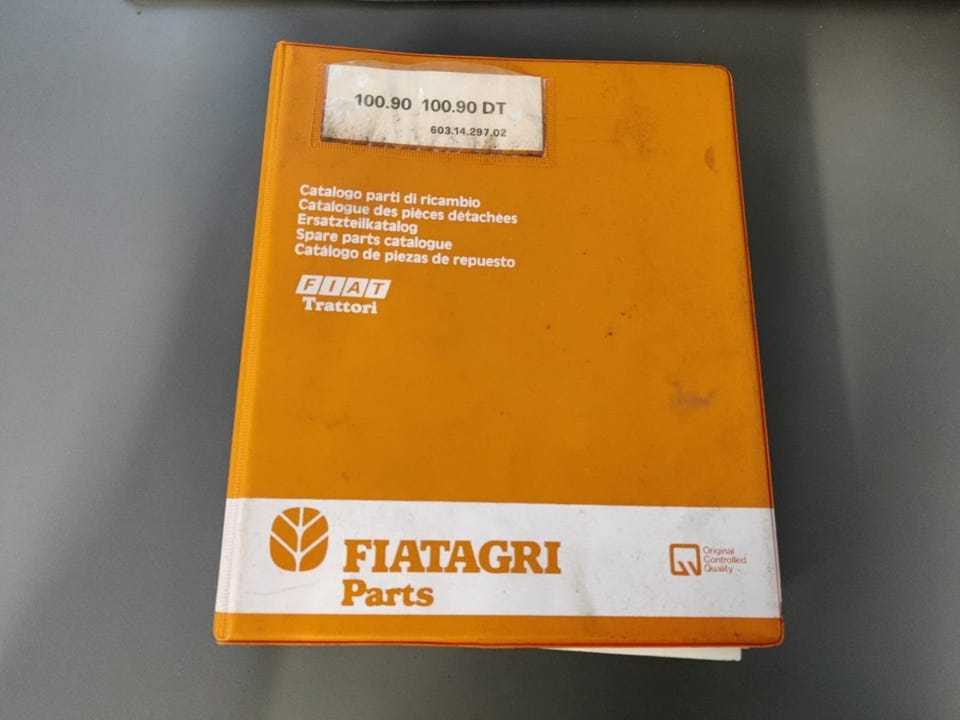 100.90 100.90 DT
603.14.297.02
Catalogo parti di ricambio
Catalogue des pièces détachées
Ersatzteilkatalog
Spare parts catalogue
Catálogo de piezas de repuesto
FIAT
Trattori
FIATAGRI
Parts
Original
Controlled
Quality